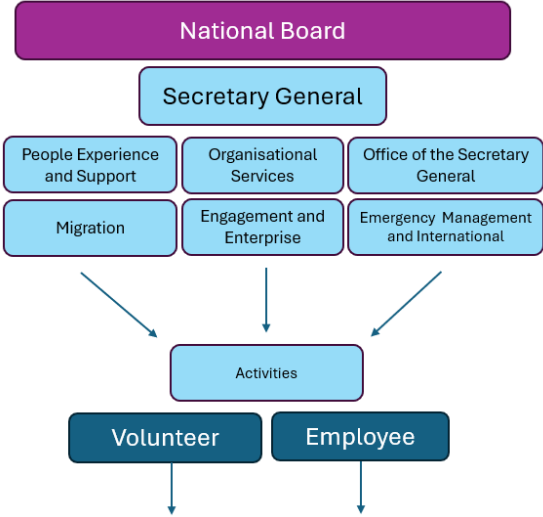 National Board
Secretary General
People Experience
and Support
Organisational
Services
Office of the Secretary
General
Migration
Engagement and
Enterprise
Emergency Management
and International
Activities
Volunteer
Employee